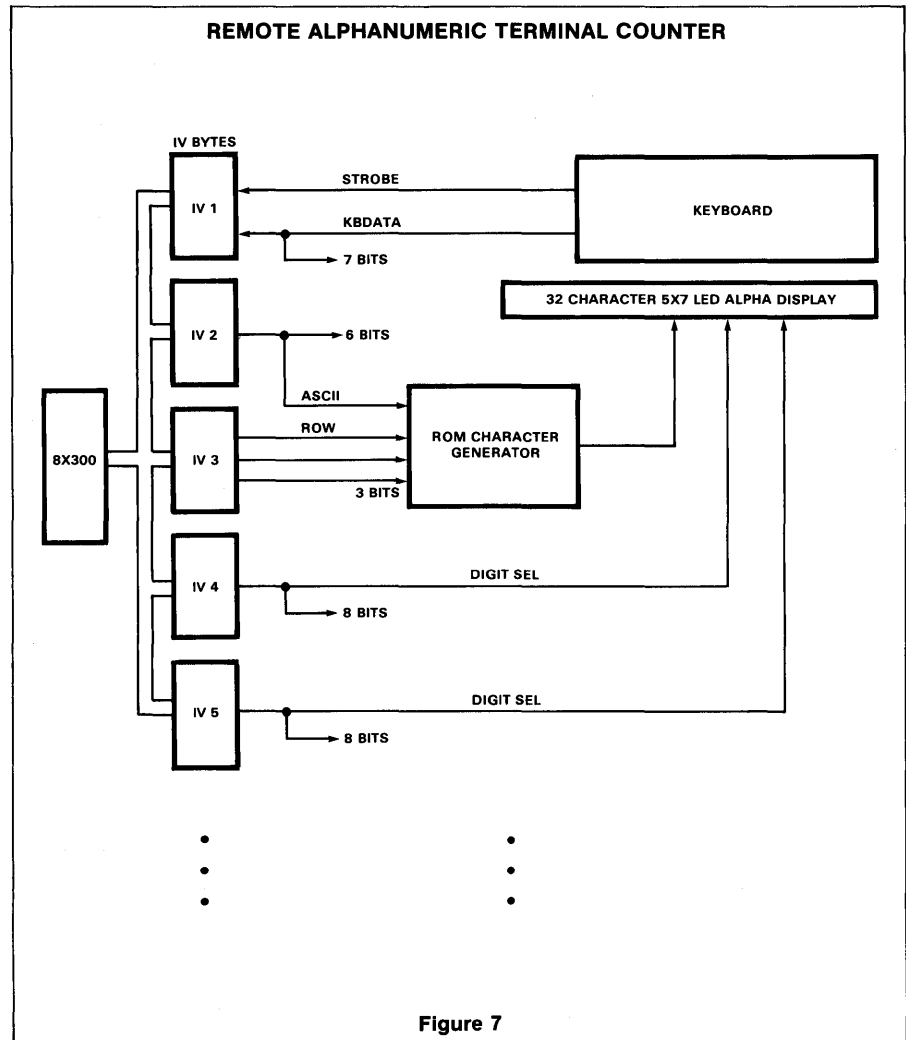 REMOTE ALPHANUMERIC TERMINAL COUNTER
IV BYTES
IV 1
STROBE
KEYBOARD
KBDATA
7 BITS
32 CHARACTER 5X7 LED ALPHA DISPLAY
IV 2
6 BITS
ASCII
8X300
IV 3
ROW
ROM CHARACTER
GENERATOR
3 BITS
IV 4
DIGIT SEL
8 BITS
IV 5
DIGIT SEL
8 BITS
Figure 7